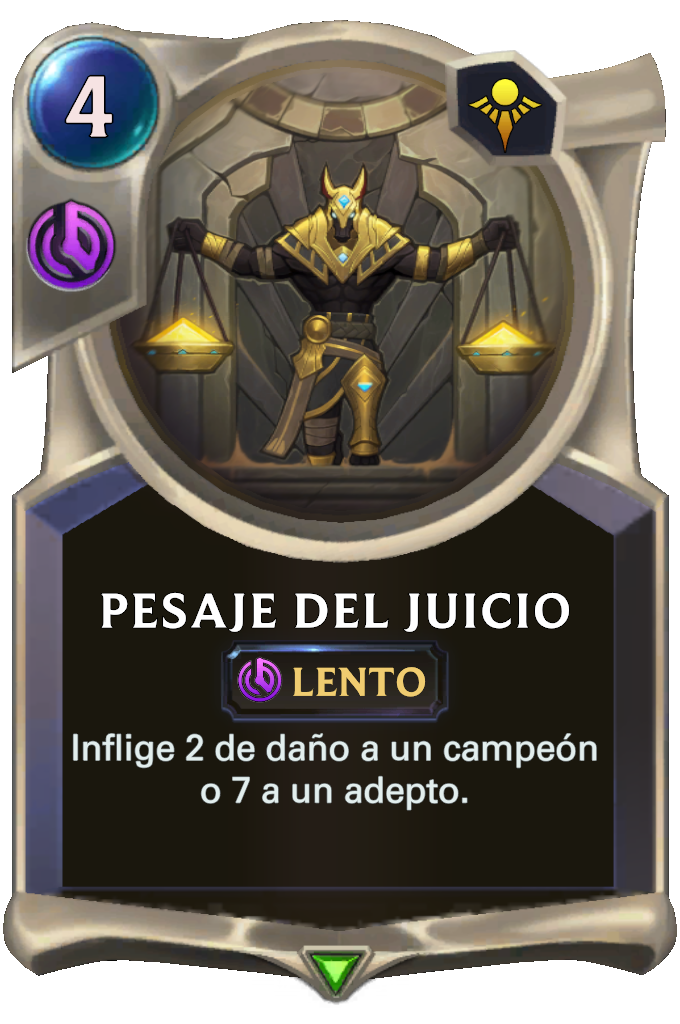 4
PESAJE DEL JUICIO
LENTO
Inflige 2 de daño a un campeón
o 7 a un adepto.